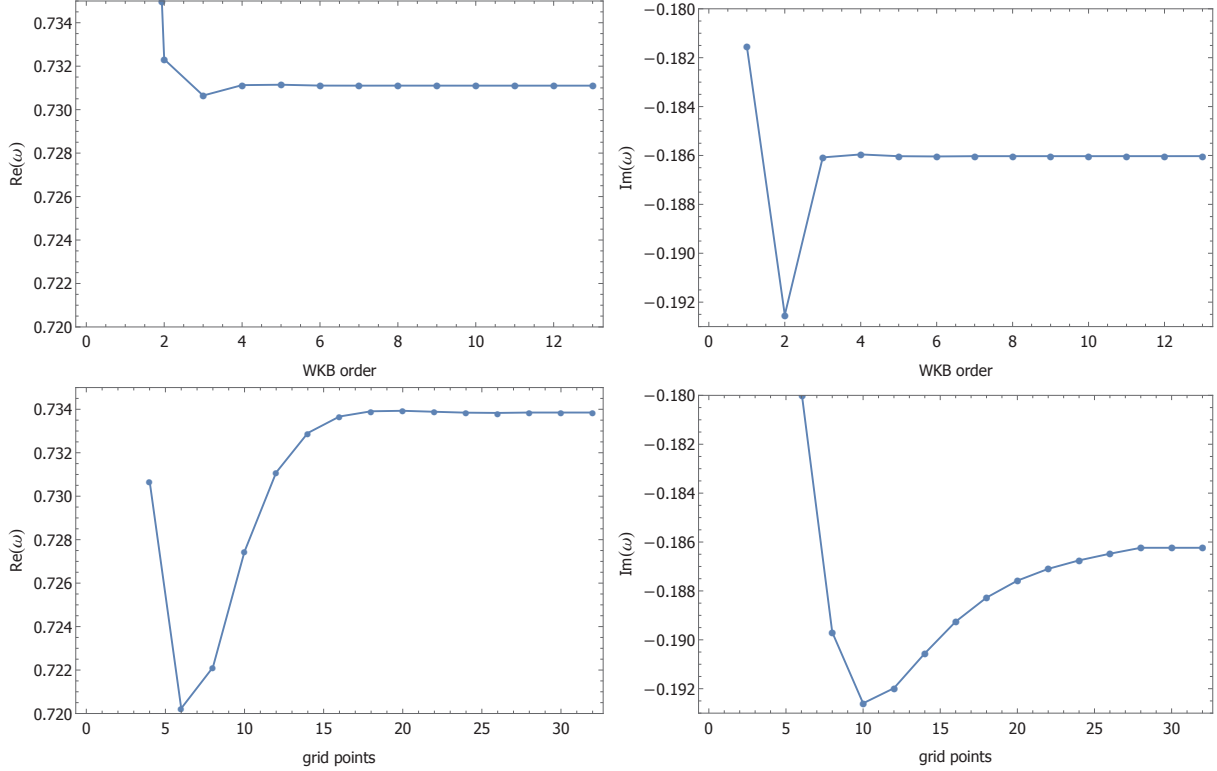 0.734
0.732
0.730
0.728
0.726
0.724
0.722
0.720
Re(ω)
0 2 4 6 8 10 12
WKB order
−0.180
−0.182
−0.184
−0.186
−0.188
−0.190
−0.192
Im(ω)
0 2 4 6 8 10 12
WKB order
0.734
0.732
0.730
0.728
0.726
0.724
0.722
0.720
Re(ω)
0 5 10 15 20 25 30
grid points
−0.180
−0.182
−0.184
−0.186
−0.188
−0.190
−0.192
Im(ω)
0 5 10 15 20 25 30
grid points